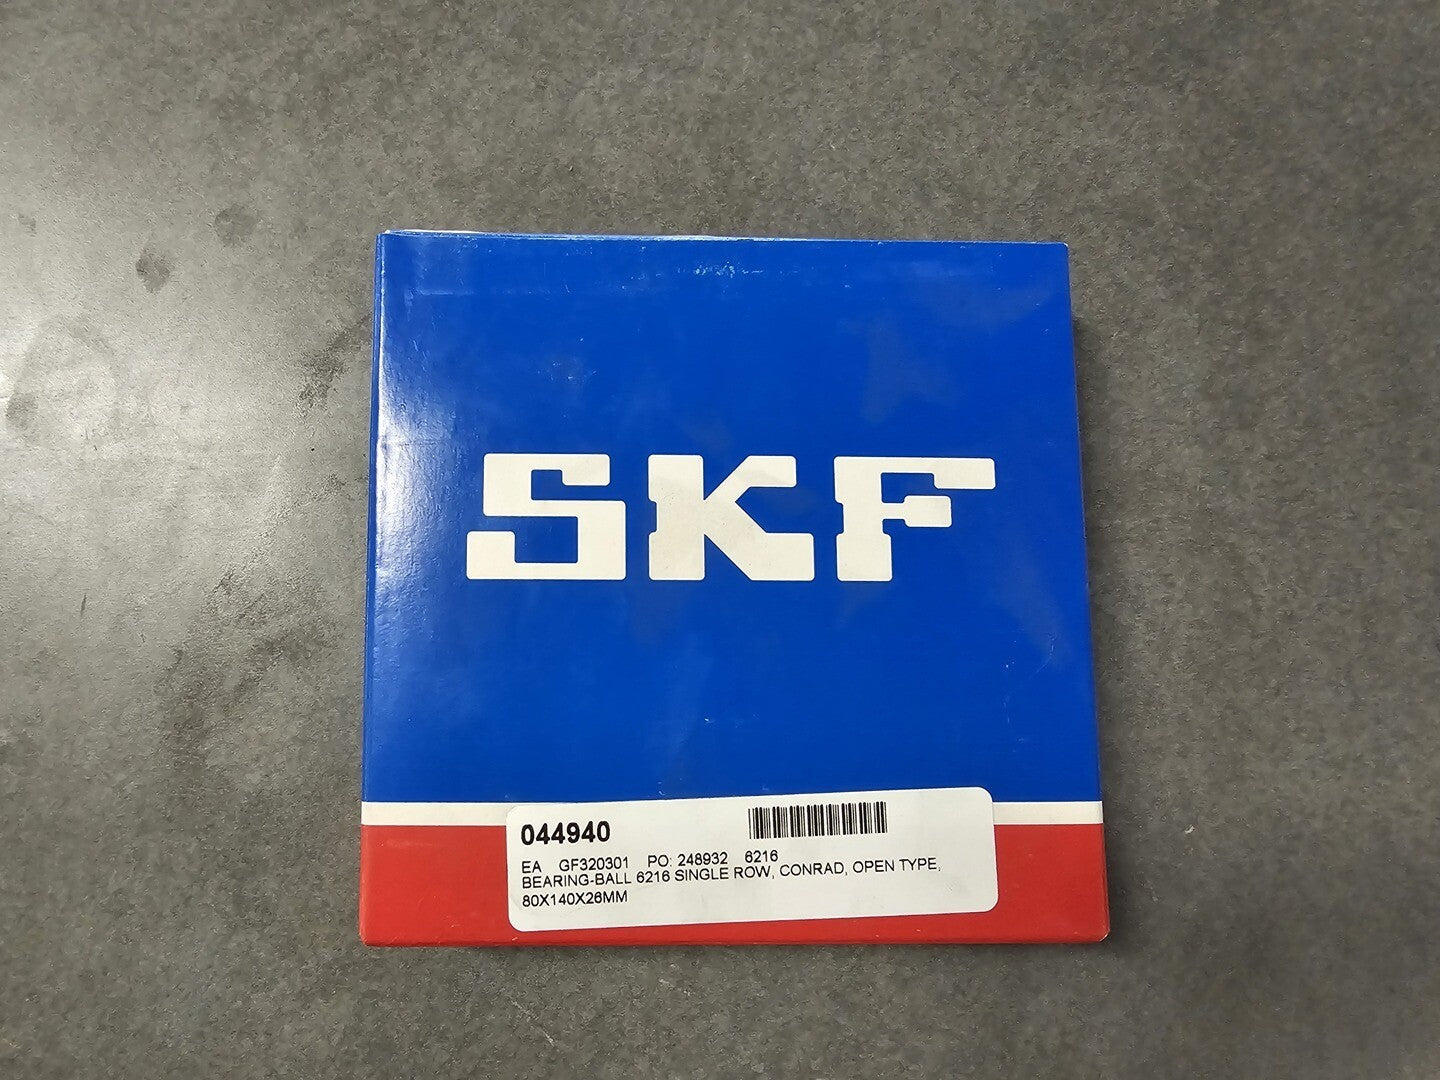 SKF
044940
EA GF320301 PO: 248932 6216
BEARING-BALL 6216 SINGLE ROW, CONRAD, OPEN TYPE,
80X140X26MM